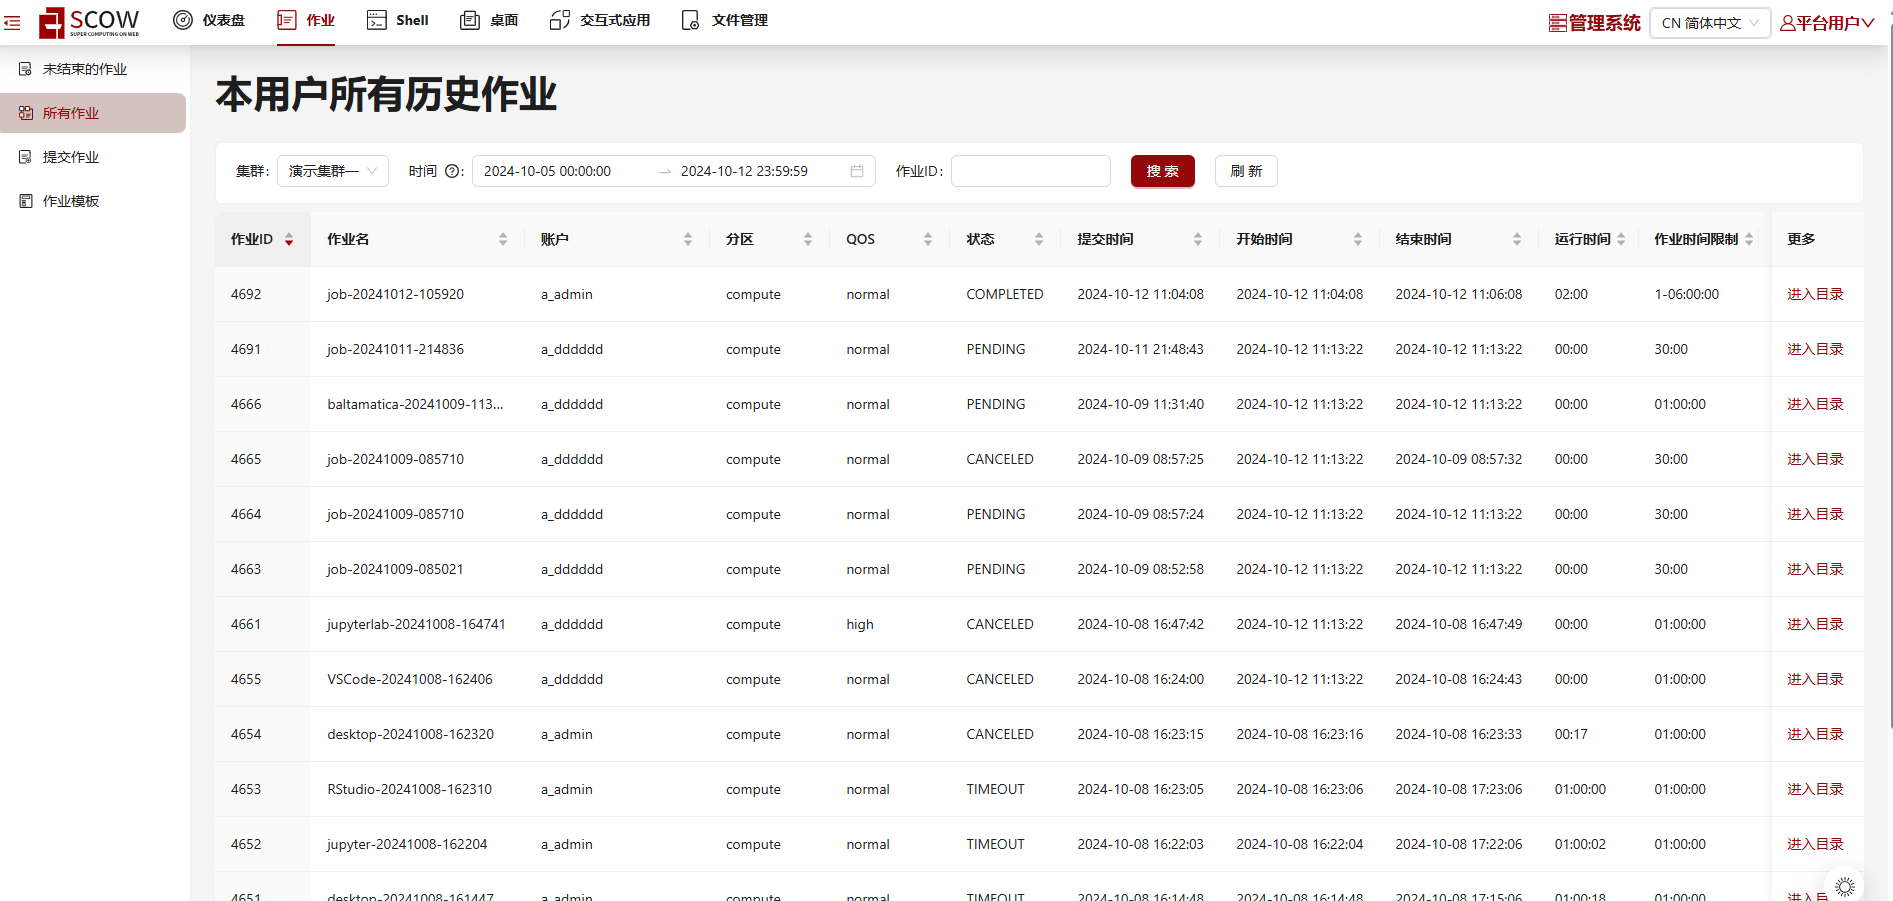 SCOW
SUPER COMPUTING ON WEB
仪表盘 作业 Shell 桌面 交互式应用 文件管理
管理系统 CN 简体中文 平台用户
未结束的作业
所有作业
提交作业
作业模板
本用户所有历史作业
集群: 演示集群一 时间 ? : 2024-10-05 00:00:00 → 2024-10-12 23:59:59 作业ID: 搜 索 刷 新
作业ID 作业名 账户 分区 QOS 状态 提交时间 开始时间 结束时间 运行时间 作业时间限制 更多
4692 job-20241012-105920 a_admin compute normal COMPLETED 2024-10-12 11:04:08 2024-10-12 11:04:08 2024-10-12 11:06:08 02:00 1-06:00:00 进入目录
4691 job-20241011-214836 a_dddddd compute normal PENDING 2024-10-11 21:48:43 2024-10-12 11:13:22 2024-10-12 11:13:22 00:00 30:00 进入目录
4666 baltamatica-20241009-113... a_dddddd compute normal PENDING 2024-10-09 11:31:40 2024-10-12 11:13:22 2024-10-12 11:13:22 00:00 01:00:00 进入目录
4665 job-20241009-085710 a_dddddd compute normal CANCELED 2024-10-09 08:57:25 2024-10-12 11:13:22 2024-10-09 08:57:32 00:00 30:00 进入目录
4664 job-20241009-085710 a_dddddd compute normal PENDING 2024-10-09 08:57:24 2024-10-12 11:13:22 2024-10-12 11:13:22 00:00 30:00 进入目录
4663 job-20241009-085021 a_dddddd compute normal PENDING 2024-10-09 08:52:58 2024-10-12 11:13:22 2024-10-12 11:13:22 00:00 30:00 进入目录
4661 jupyterlab-20241008-164741 a_dddddd compute high CANCELED 2024-10-08 16:47:42 2024-10-12 11:13:22 2024-10-08 16:47:49 00:00 01:00:00 进入目录
4655 VSCode-20241008-162406 a_dddddd compute normal CANCELED 2024-10-08 16:24:00 2024-10-12 11:13:22 2024-10-08 16:24:43 00:00 01:00:00 进入目录
4654 desktop-20241008-162320 a_admin compute normal CANCELED 2024-10-08 16:23:15 2024-10-08 16:23:16 2024-10-08 16:23:33 00:17 01:00:00 进入目录
4653 RStudio-20241008-162310 a_admin compute normal TIMEOUT 2024-10-08 16:23:05 2024-10-08 16:23:06 2024-10-08 17:23:06 01:00:00 01:00:00 进入目录
4652 jupyter-20241008-162204 a_admin compute normal TIMEOUT 2024-10-08 16:22:03 2024-10-08 16:22:04 2024-10-08 17:22:06 01:00:02 01:00:00 进入目录
4651 desktop-20241008-161447 a_admin compute normal TIMEOUT 2024-10-08 16:14:48 2024-10-08 16:14:48 2024-10-08 17:15:06 01:00:18 01:00:00 进入目